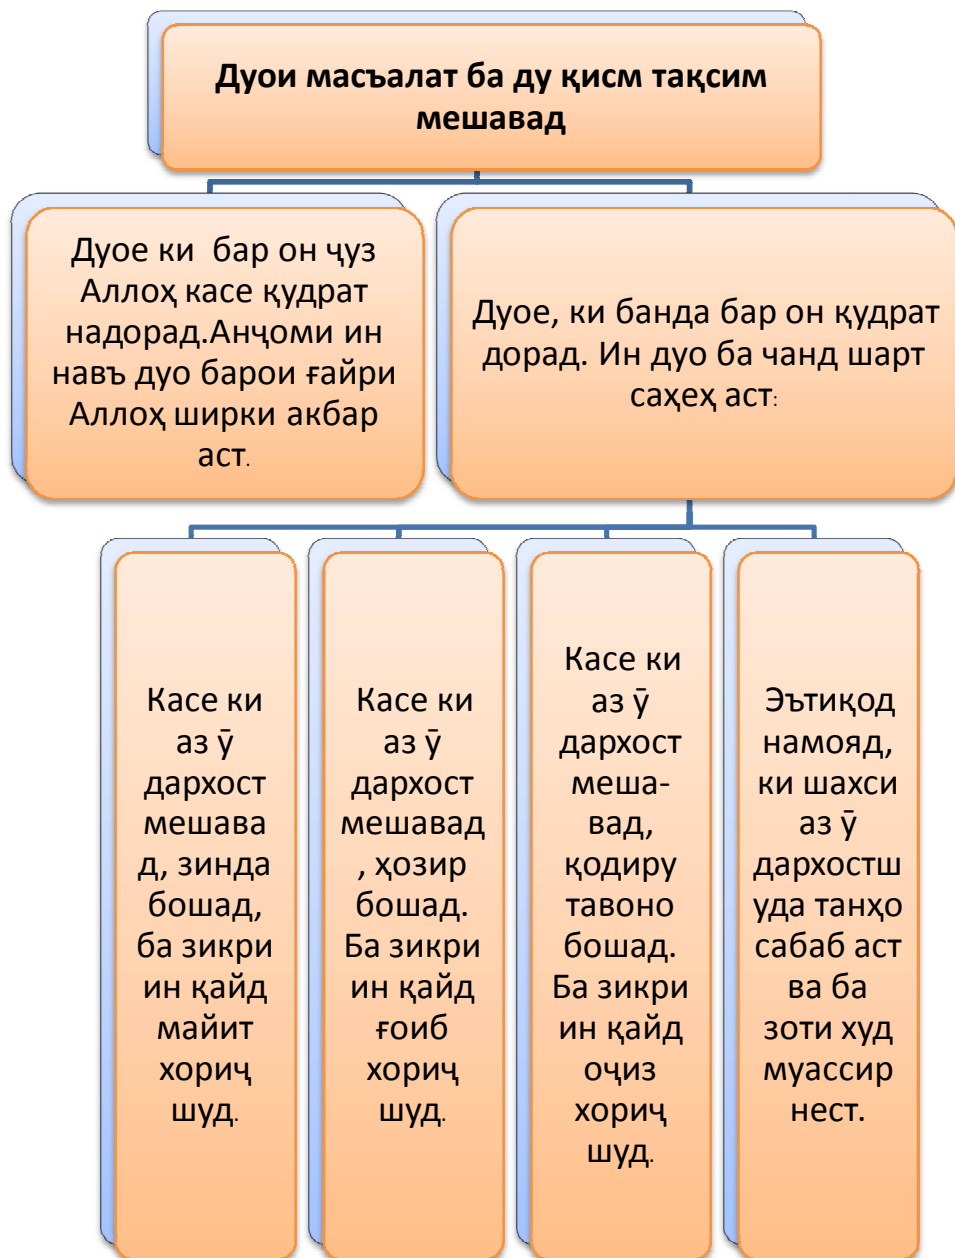 Дуои масъалат ба ду қисм тақсим
мешавад
Дуое ки бар он ҷуз
Аллоҳ касе қудрат
надорад.Анҷоми ин
навъ дуо барои ғайри
Аллоҳ ширки акбар
аст.
Дуое, ки банда бар он қудрат
дорад. Ин дуо ба чанд шарт
саҳеҳ аст:
Касе ки
аз ӯ
дархост
мешава
д, зинда
бошад,
ба зикри
ин қайд
майит
хориҷ
шуд.
Касе ки
аз ӯ
дархост
мешавад
, ҳозир
бошад.
Ба зикри
ин қайд
ғоиб
хориҷ
шуд.
Касе ки
аз ӯ
дархост
меша-
вад,
қодиру
тавоно
бошад.
Ба зикри
ин қайд
оҷиз
хориҷ
шуд.
Эътиқод
намояд,
ки шахси
аз ӯ
дархостш
уда танҳо
сабаб аст
ва ба
зоти худ
муассир
нест.